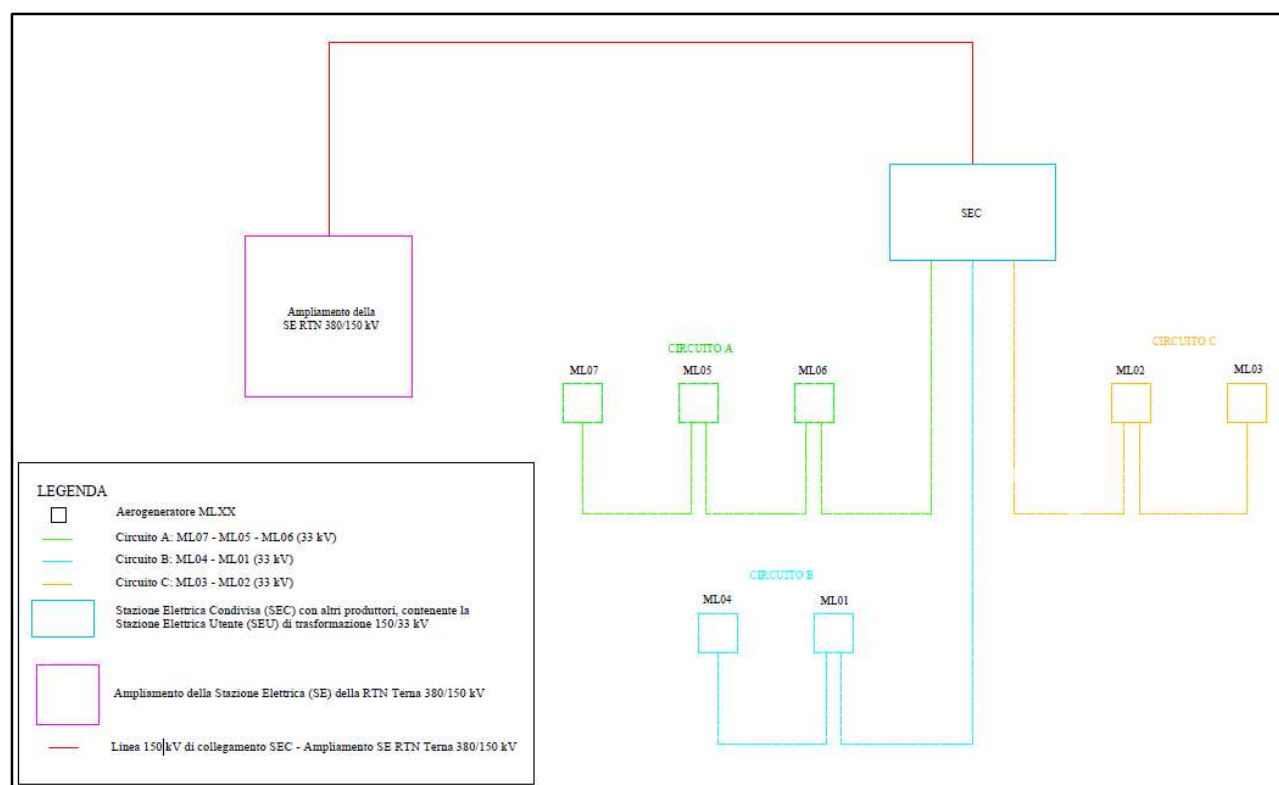 SEC
Ampliamento della
SE RTN 380/150 kV
CIRCUITO A
CIRCUITO C
ML07
ML05
ML06
ML02
ML03
CIRCUITO B
ML04
ML01
LEGENDA
Aerogeneratore MLXX
Circuito A: ML07 - ML05 - ML06 (33 kV)
Circuito B: ML04 - ML01 (33 kV)
Circuito C: ML03 - ML02 (33 kV)
Stazione Elettrica Condivisa (SEC) con altri produttori, contenente la
Stazione Elettrica Utente (SEU) di trasformazione 150/33 kV
Ampliamento della Stazione Elettrica (SE) della RTN Terna 380/150 kV
Linea 150 kV di collegamento SEC - Ampliamento SE RTN Terna 380/150 kV